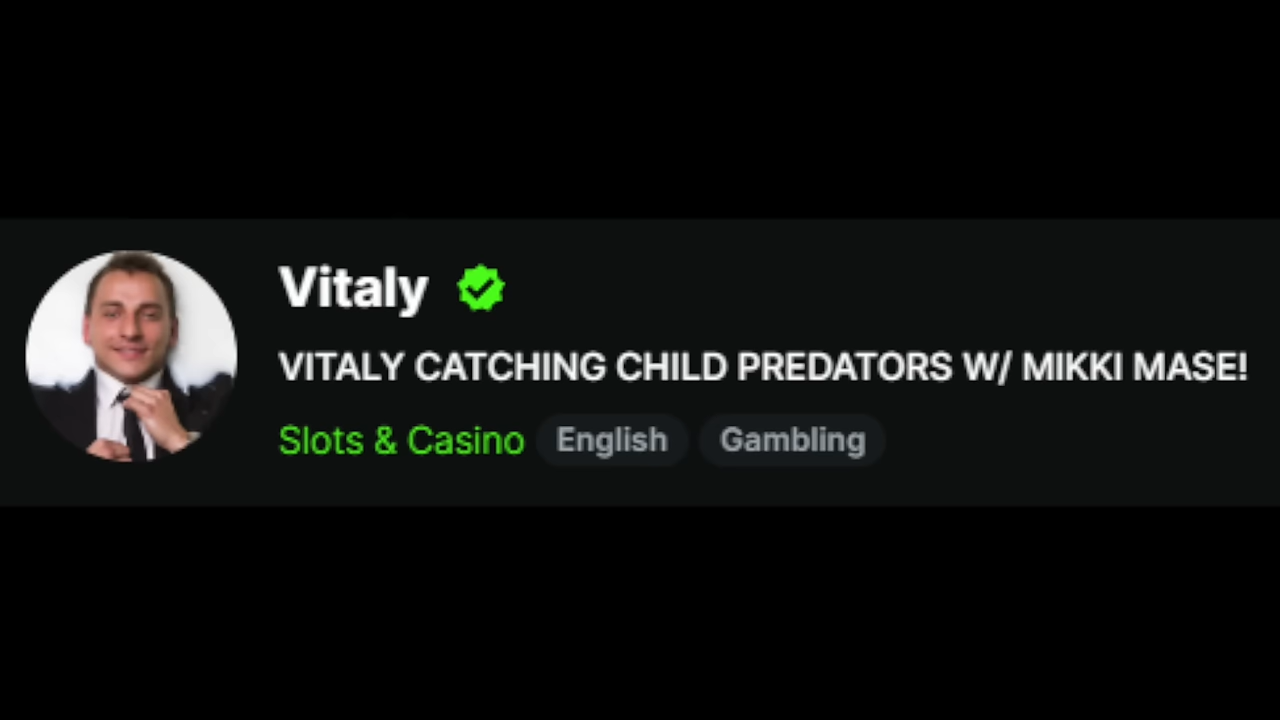 Vitaly
VITALY CATCHING CHILD PREDATORS W/ MIKKI MASE!
Slots & Casino English Gambling